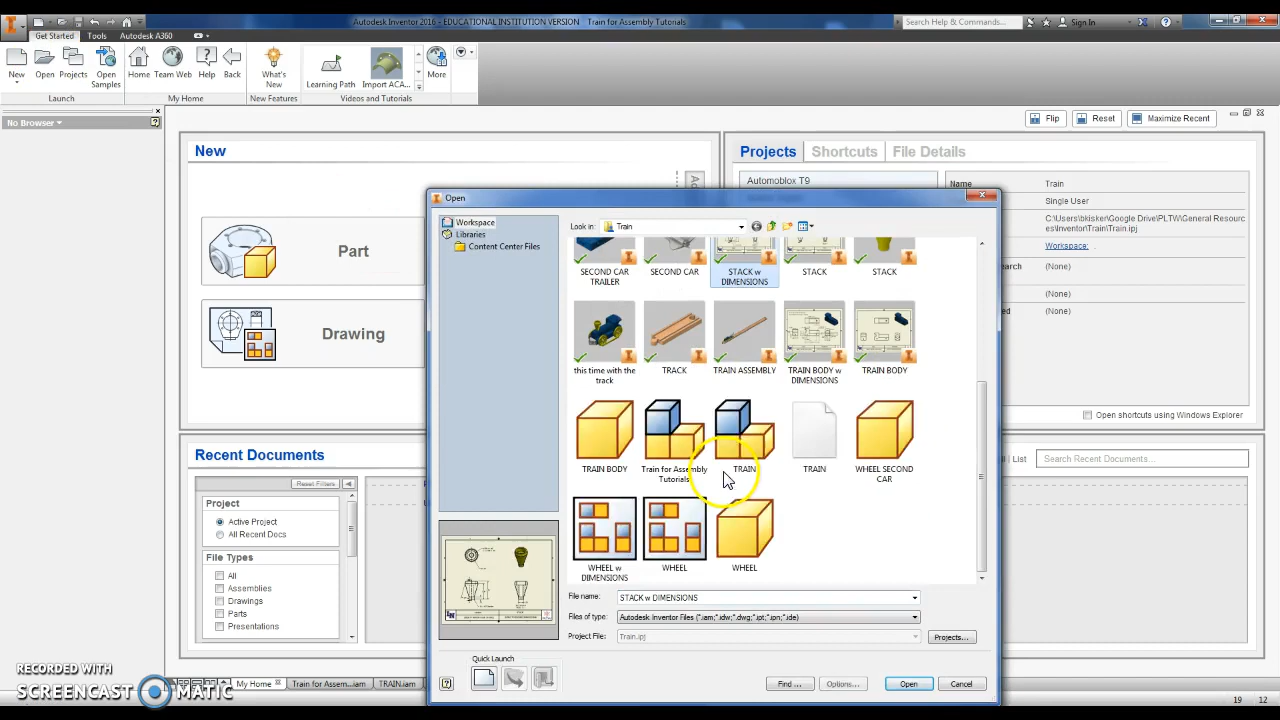 Autodesk Inventor 2016 - EDUCATIONAL INSTITUTION VERSION    Train for Assembly Tutorials
Search Help & Commands...
Sign In
Get Started
Tools
Autodesk A360
New
Open
Projects
Open Samples
Home
Team Web
Help
Back
What's New
Learning Path
Import ACA...
More
Launch
My Home
New Features
Videos and Tutorials
No Browser
Flip
Reset
Maximize Recent
New
Part
Drawing
Projects
Shortcuts
File Details
Automoblox T9
Name
Train
Single User
C:\Users\bkisker\Google Drive\PLTW\General Resources\Inventor\Train\Train.ipj
Workspace: .
earch
(None)
(None)
ed
(None)
Open shortcuts using Windows Explorer
Open
Workspace
Libraries
Content Center Files
Look in:
Train
SECOND CAR TRAILER
SECOND CAR
STACK w DIMENSIONS
STACK
STACK
this time with the track
TRACK
TRAIN ASSEMBLY
TRAIN BODY w DIMENSIONS
TRAIN BODY
TRAIN BODY
Train for Assembly Tutorials
TRAIN
TRAIN
WHEEL SECOND CAR
WHEEL w DIMENSIONS
WHEEL
WHEEL
File name:
STACK w DIMENSIONS
Files of type:
Autodesk Inventor Files (*.iam;*.idw;*.dwg;*.ipt;*.ipn;*.ide)
Project File:
Train.ipj
Projects...
Quick Launch
Find ...
Options...
Open
Cancel
Recent Documents
| List
Search Recent Documents...
Reset Filters
Project
Active Project
All Recent Docs
File Types
All
Assemblies
Drawings
Parts
Presentations
My Home
Train for Assem...iam
TRAIN.iam
RECORDED WITH
SCREENCAST MATIC
19
12